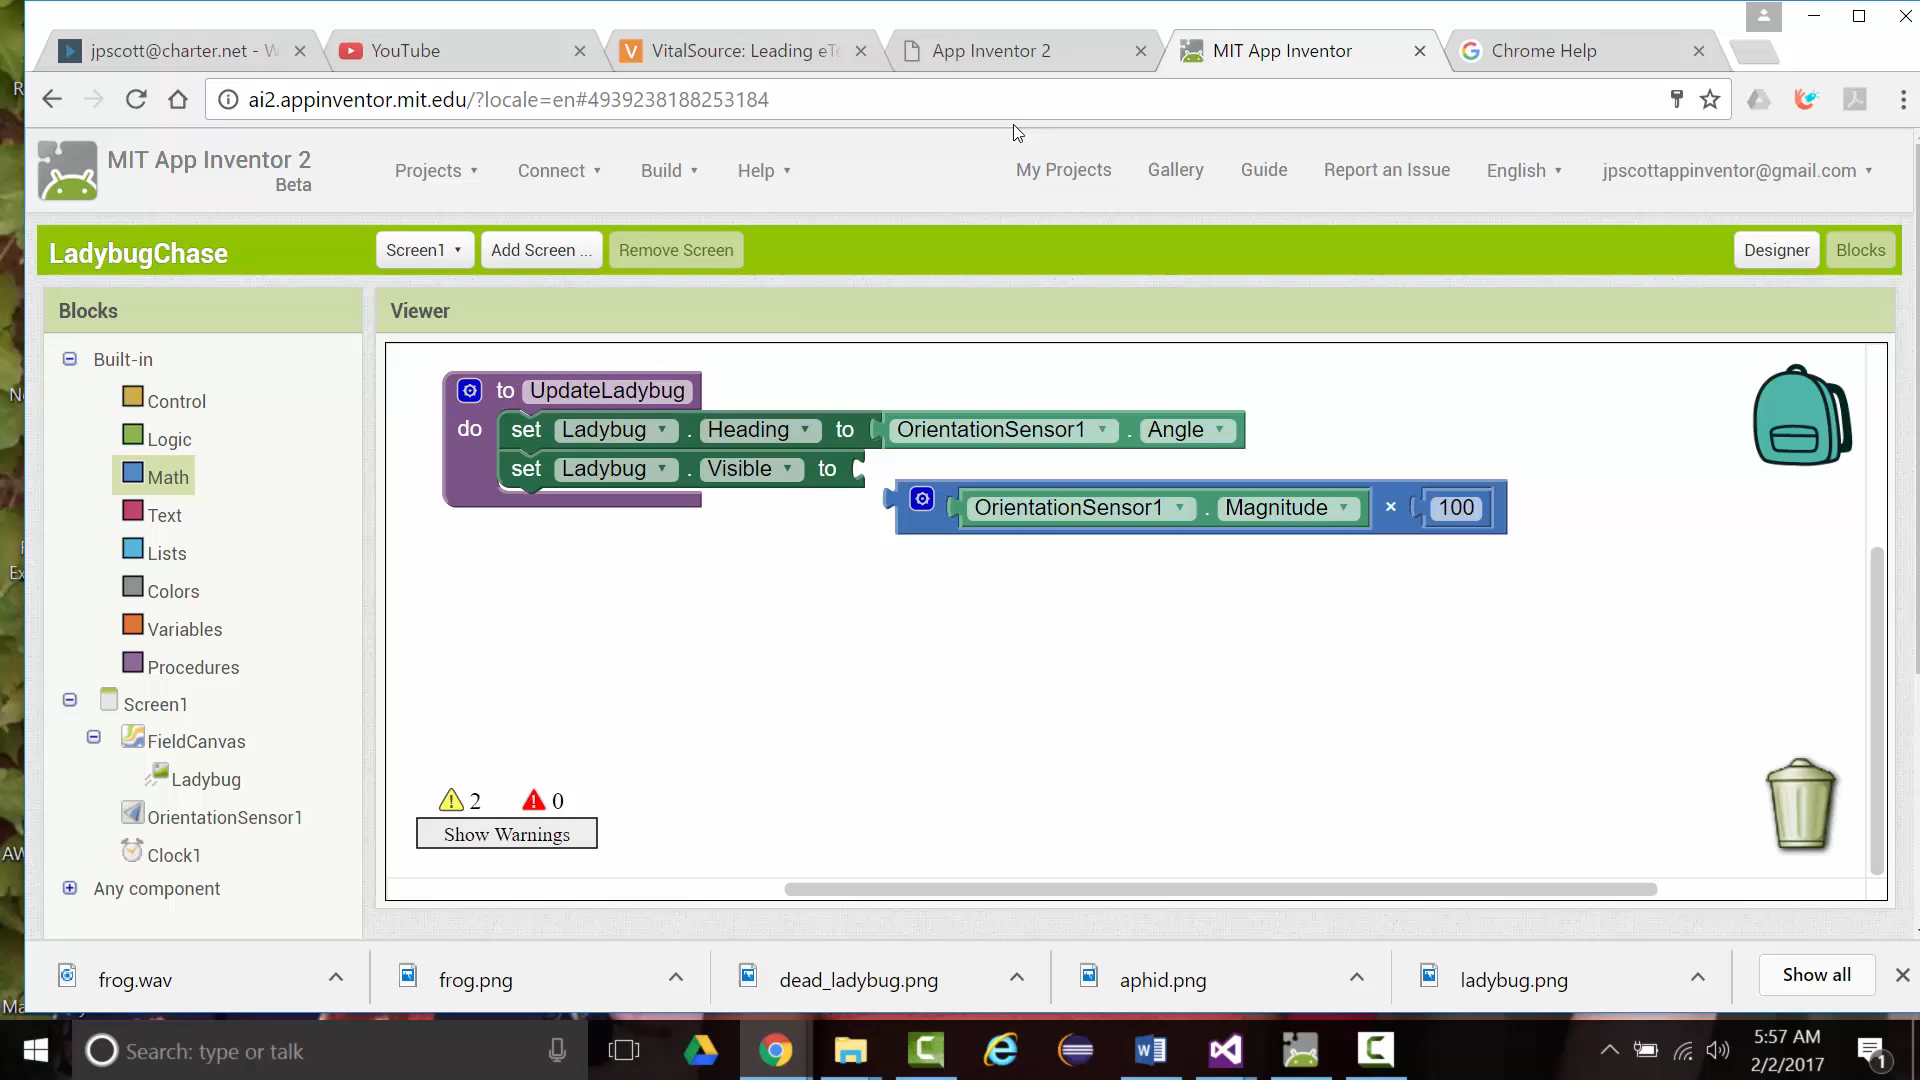 jpscott@charter.net - W
YouTube
VitalSource: Leading eTe
App Inventor 2
MIT App Inventor
Chrome Help
ai2.appinventor.mit.edu/?locale=en#4939238188253184
MIT App Inventor 2
Beta
Projects
Connect
Build
Help
My Projects
Gallery
Guide
Report an Issue
English
jpscottappinventor@gmail.com
LadybugChase
Screen1
Add Screen ...
Remove Screen
Designer
Blocks
Blocks
Viewer
Built-in
Control
Logic
Math
Text
Lists
Colors
Variables
Procedures
Screen1
FieldCanvas
Ladybug
OrientationSensor1
Clock1
Any component
to UpdateLadybug
do set Ladybug . Heading to OrientationSensor1 . Angle
set Ladybug . Visible to
OrientationSensor1 . Magnitude × 100
2 0
Show Warnings
frog.wav
frog.png
dead_ladybug.png
aphid.png
ladybug.png
Show all
Search: type or talk
5:57 AM
2/2/2017
1